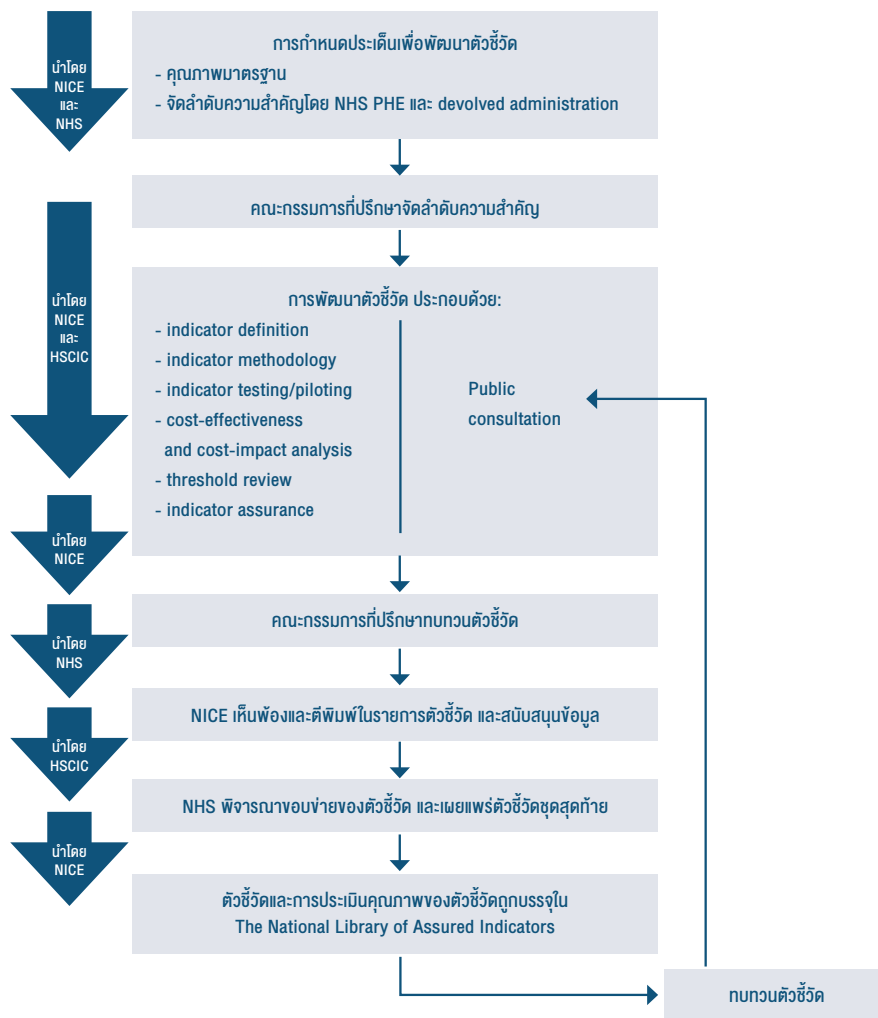 นำโดย
NICE
และ
NHS
การกำหนดประเด็นเพื่อพัฒนาตัวชี้วัด
- คุณภาพมาตรฐาน
- จัดลำดับความสำคัญโดย NHS PHE และ devolved administration
คณะกรรมการที่ปรึกษาจัดลำดับความสำคัญ
นำโดย
NICE
และ
HSCIC
การพัฒนาตัวชี้วัด ประกอบด้วย:
- indicator definition
- indicator methodology
- indicator testing/piloting
- cost-effectiveness
and cost-impact analysis
- threshold review
- indicator assurance
Public
consultation
นำโดย
NICE
คณะกรรมการที่ปรึกษาทบทวนตัวชี้วัด
นำโดย
NHS
NICE เห็นพ้องและตีพิมพ์ในรายการตัวชี้วัด และสนับสนุนข้อมูล
นำโดย
HSCIC
NHS พิจารณาขอบข่ายของตัวชี้วัด และเผยแพร่ตัวชี้วัดชุดสุดท้าย
นำโดย
NICE
ตัวชี้วัดและการประเมินคุณภาพของตัวชี้วัดถูกบรรจุใน
The National Library of Assured Indicators
ทบทวนตัวชี้วัด